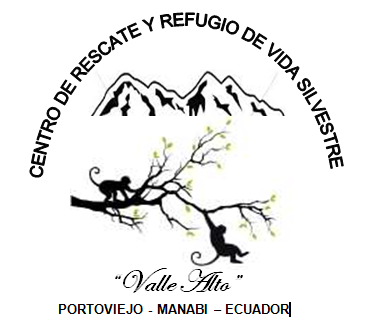 CENTRO DE RESCATE Y REFUGIO DE VIDA SILVESTRE
“Valle Alto”
PORTOVIEJO - MANABI – ECUADOR